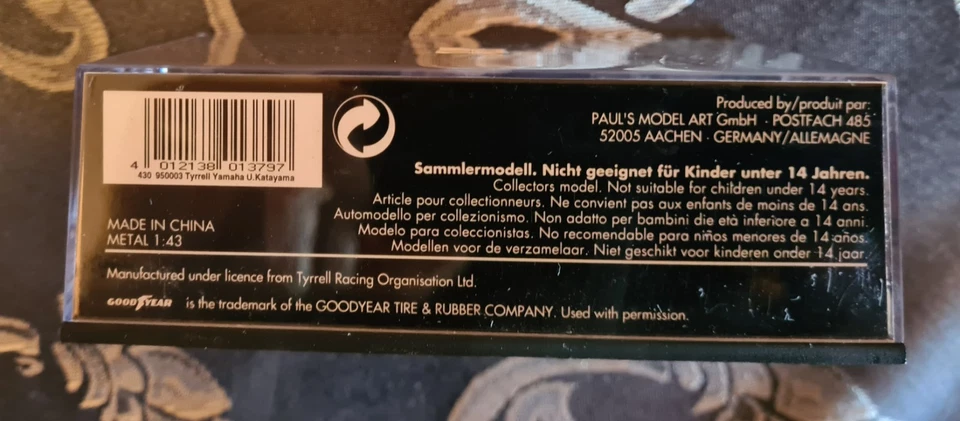 4 012138 013797
430 950003 Tyrrell Yamaha U.Katayama
MADE IN CHINA
METAL 1:43
Produced by/produit par:
PAUL'S MODEL ART GmbH · POSTFACH 485
52005 AACHEN · GERMANY/ALLEMAGNE
Sammlermodell. Nicht geeignet für Kinder unter 14 Jahren.
Collectors model. Not suitable for children under 14 years.
Article pour collectionneurs. Ne convient pas aux enfants de moins de 14 ans.
Automodello per collezionismo. Non adatto per bambini die età inferiore a 14 anni.
Modelo para coleccionistas. No recomendable para niños menores de 14 años.
Modellen voor de verzamelaar. Niet geschikt voor kinderen onder 14 jaar.
Manufactured under licence from Tyrrell Racing Organisation Ltd.
GOODYEAR is the trademark of the GOODYEAR TIRE & RUBBER COMPANY. Used with permission.